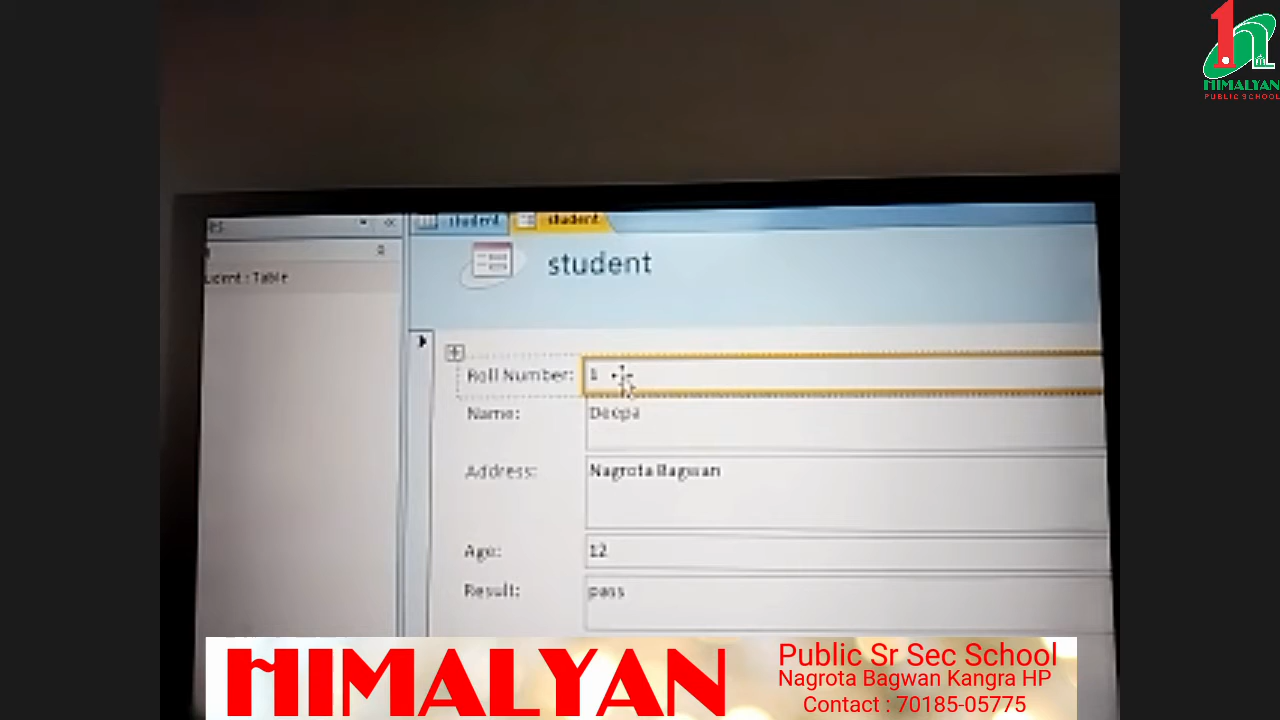 HIMALYAN
PUBLIC SCHOOL
student
student
student : Table
student
Roll Number: 1
Name: Deepa
Address: Nagrota Bagwan
Age: 12
Result: pass
HIMALYAN
Public Sr Sec School
Nagrota Bagwan Kangra HP
Contact : 70185-05775